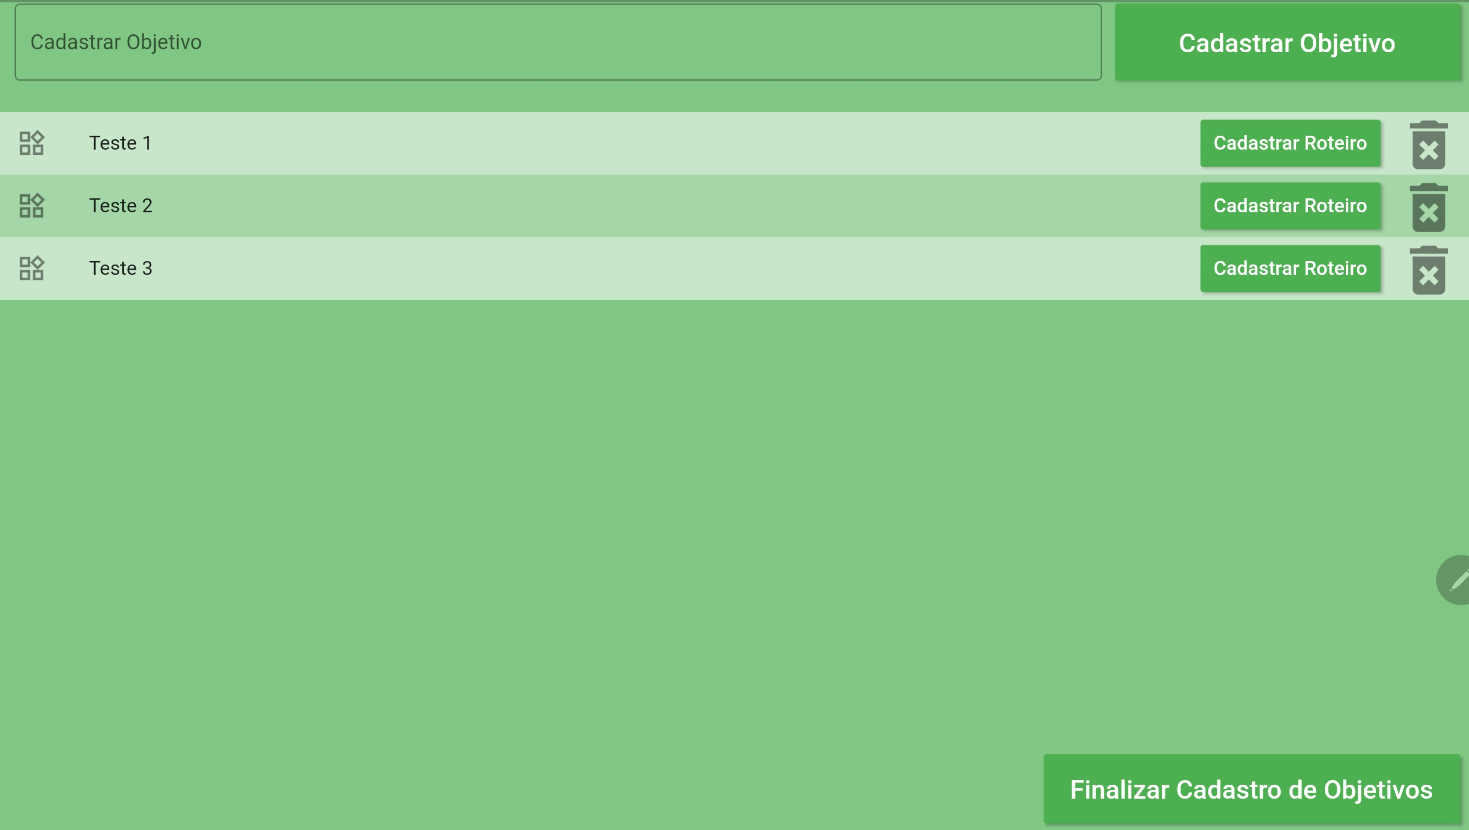 Cadastrar Objetivo
Cadastrar Objetivo
Teste 1
Cadastrar Roteiro
Teste 2
Cadastrar Roteiro
Teste 3
Cadastrar Roteiro
Finalizar Cadastro de Objetivos